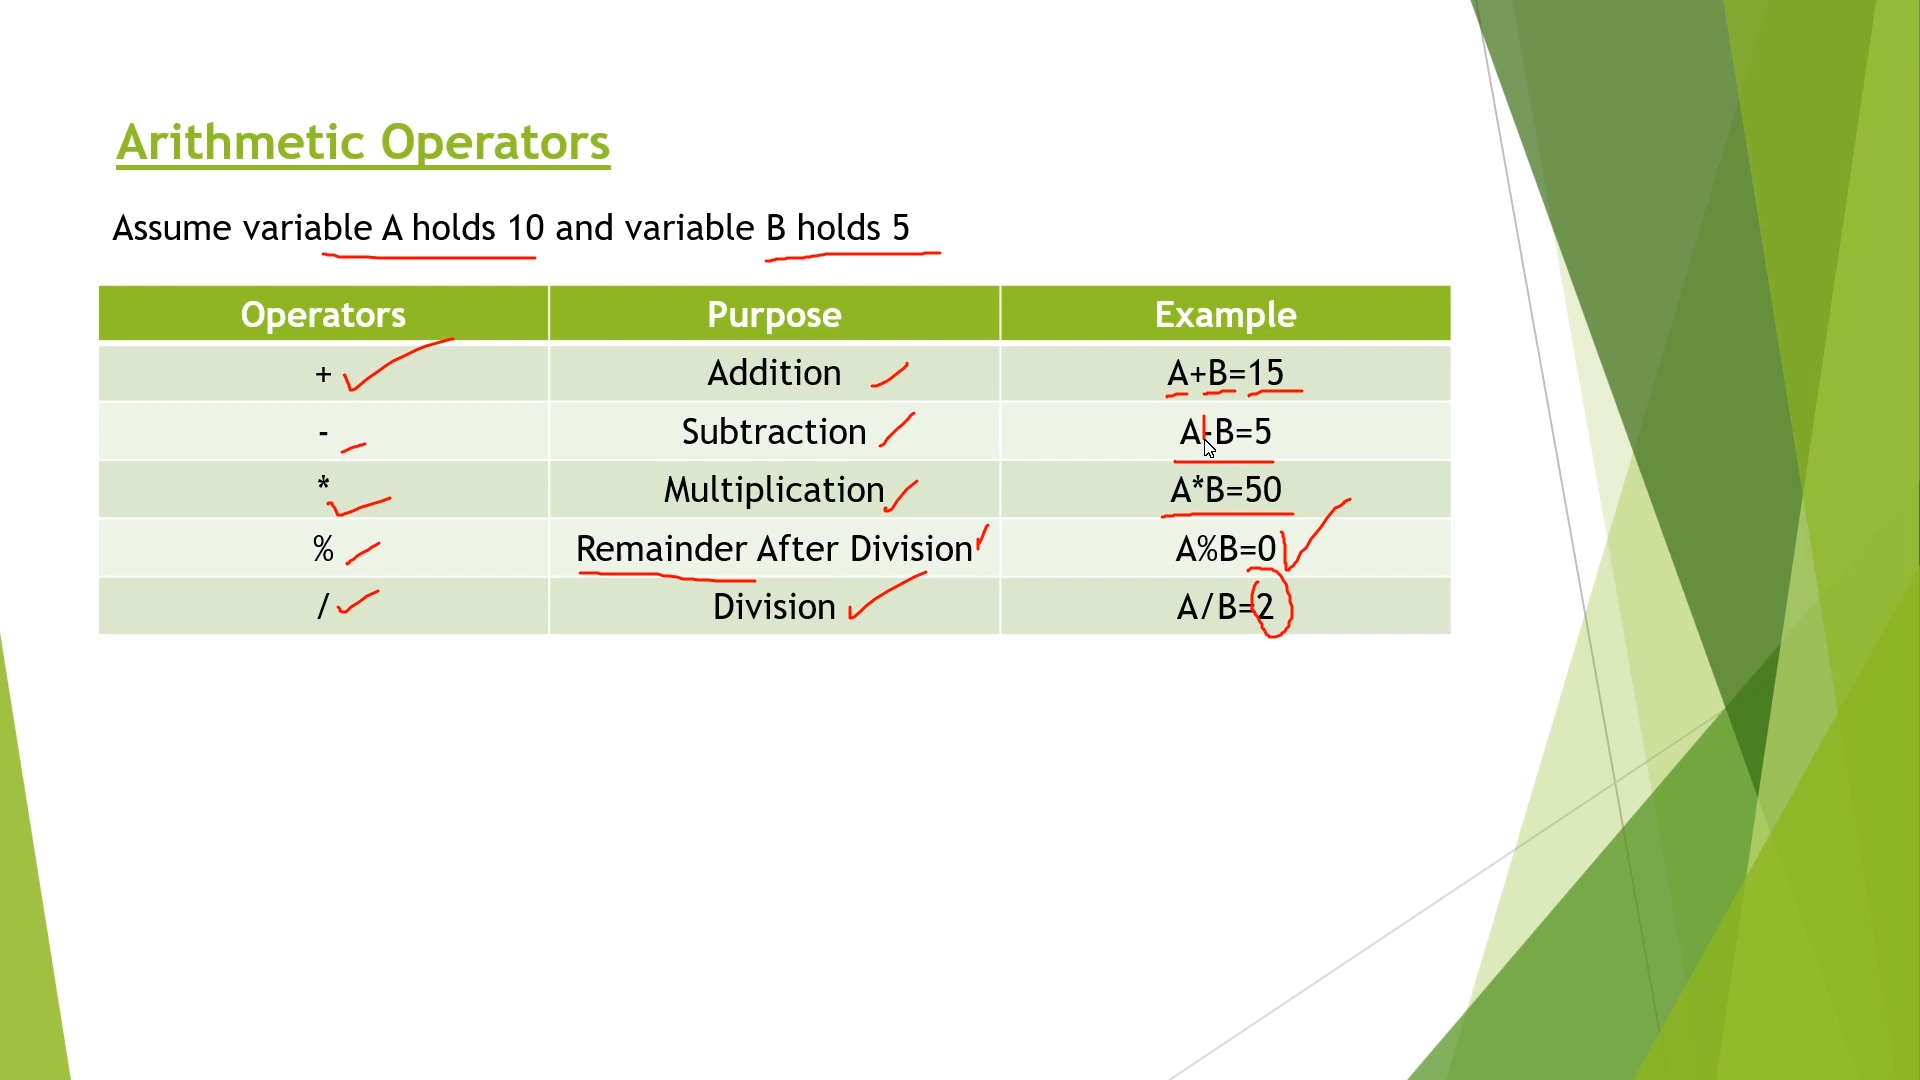 Arithmetic Operators
Assume variable A holds 10 and variable B holds 5
Operators Purpose Example
+ Addition A+B=15
- Subtraction A-B=5
* Multiplication A*B=50
% Remainder After Division A%B=0
/ Division A/B=2